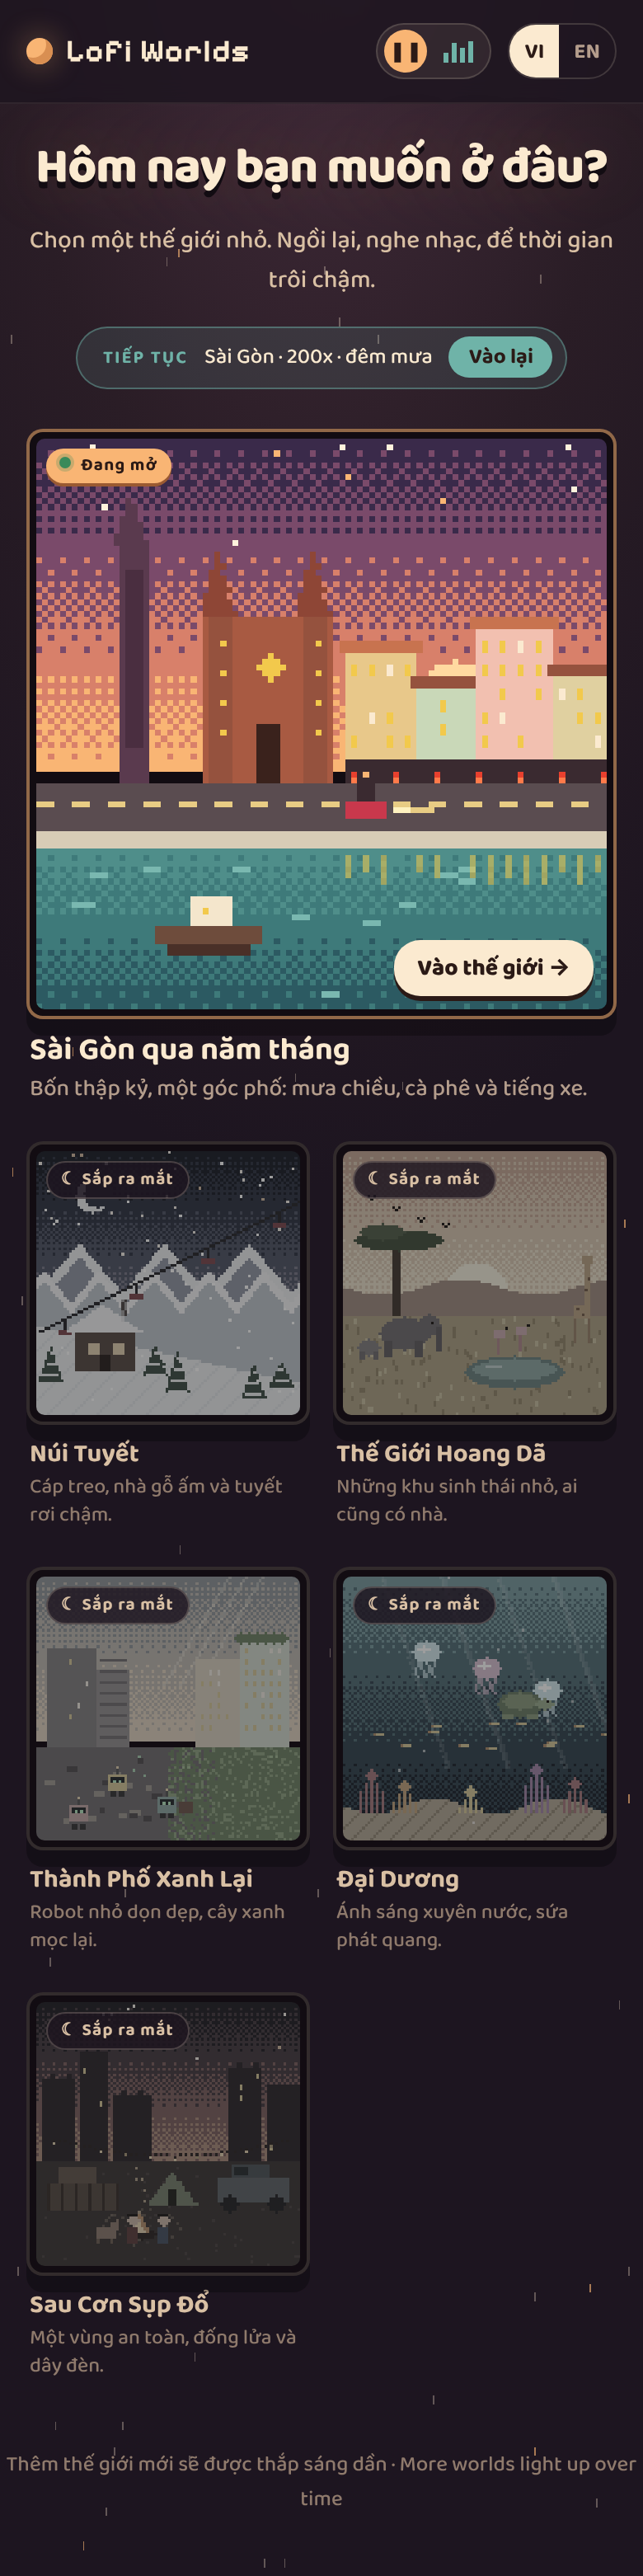 Lofi Worlds
VI EN
Hôm nay bạn muốn ở đâu?
Chọn một thế giới nhỏ. Ngồi lại, nghe nhạc, để thời gian
trôi chậm.
TIẾP TỤC Sài Gòn · 200x · đêm mưa Vào lại
Đang mở
Vào thế giới →
Sài Gòn qua năm tháng
Bốn thập kỷ, một góc phố: mưa chiều, cà phê và tiếng xe.
Sắp ra mắt
Núi Tuyết
Cáp treo, nhà gỗ ấm và tuyết
rơi chậm.
Sắp ra mắt
Thế Giới Hoang Dã
Những khu sinh thái nhỏ, ai
cũng có nhà.
Sắp ra mắt
Thành Phố Xanh Lại
Robot nhỏ dọn dẹp, cây xanh
mọc lại.
Sắp ra mắt
Đại Dương
Ánh sáng xuyên nước, sứa
phát quang.
Sắp ra mắt
Sau Cơn Sụp Đổ
Một vùng an toàn, đống lửa và
dây đèn.
Thêm thế giới mới sẽ được thắp sáng dần · More worlds light up over
time